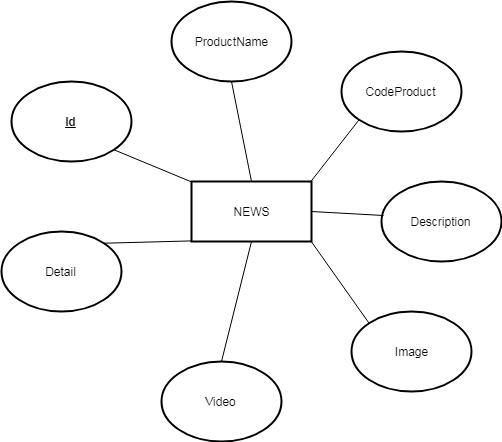 ProductName
CodeProduct
Id
NEWS
Description
Detail
Image
Video